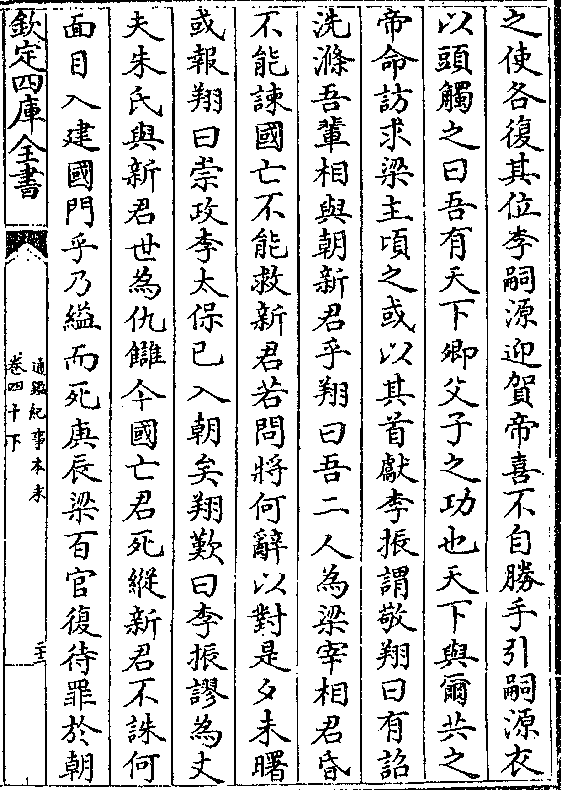 之使各復其位李嗣源迎賀帝喜不自勝手引嗣源衣
以頭觸之曰吾有天下卿父子之功也天下與爾共之
帝命訪求梁主頃之或以其首獻李振謂敬翔曰有詔
洗滌吾輩相與朝新君乎翔曰吾二人為梁宰相君昏
不能諫國亡不能救新君若問將何辭以對是夕未曙
或報翔曰崇政李太保已入朝矣翔歎曰李振謬為丈
夫朱氏與新君世為仇讎今國亡君死縱新君不誅何
面目入建國門乎乃縊而死庚辰梁百官復待罪於朝
欽定四庫全書
通鑑紀事本末
卷四十下